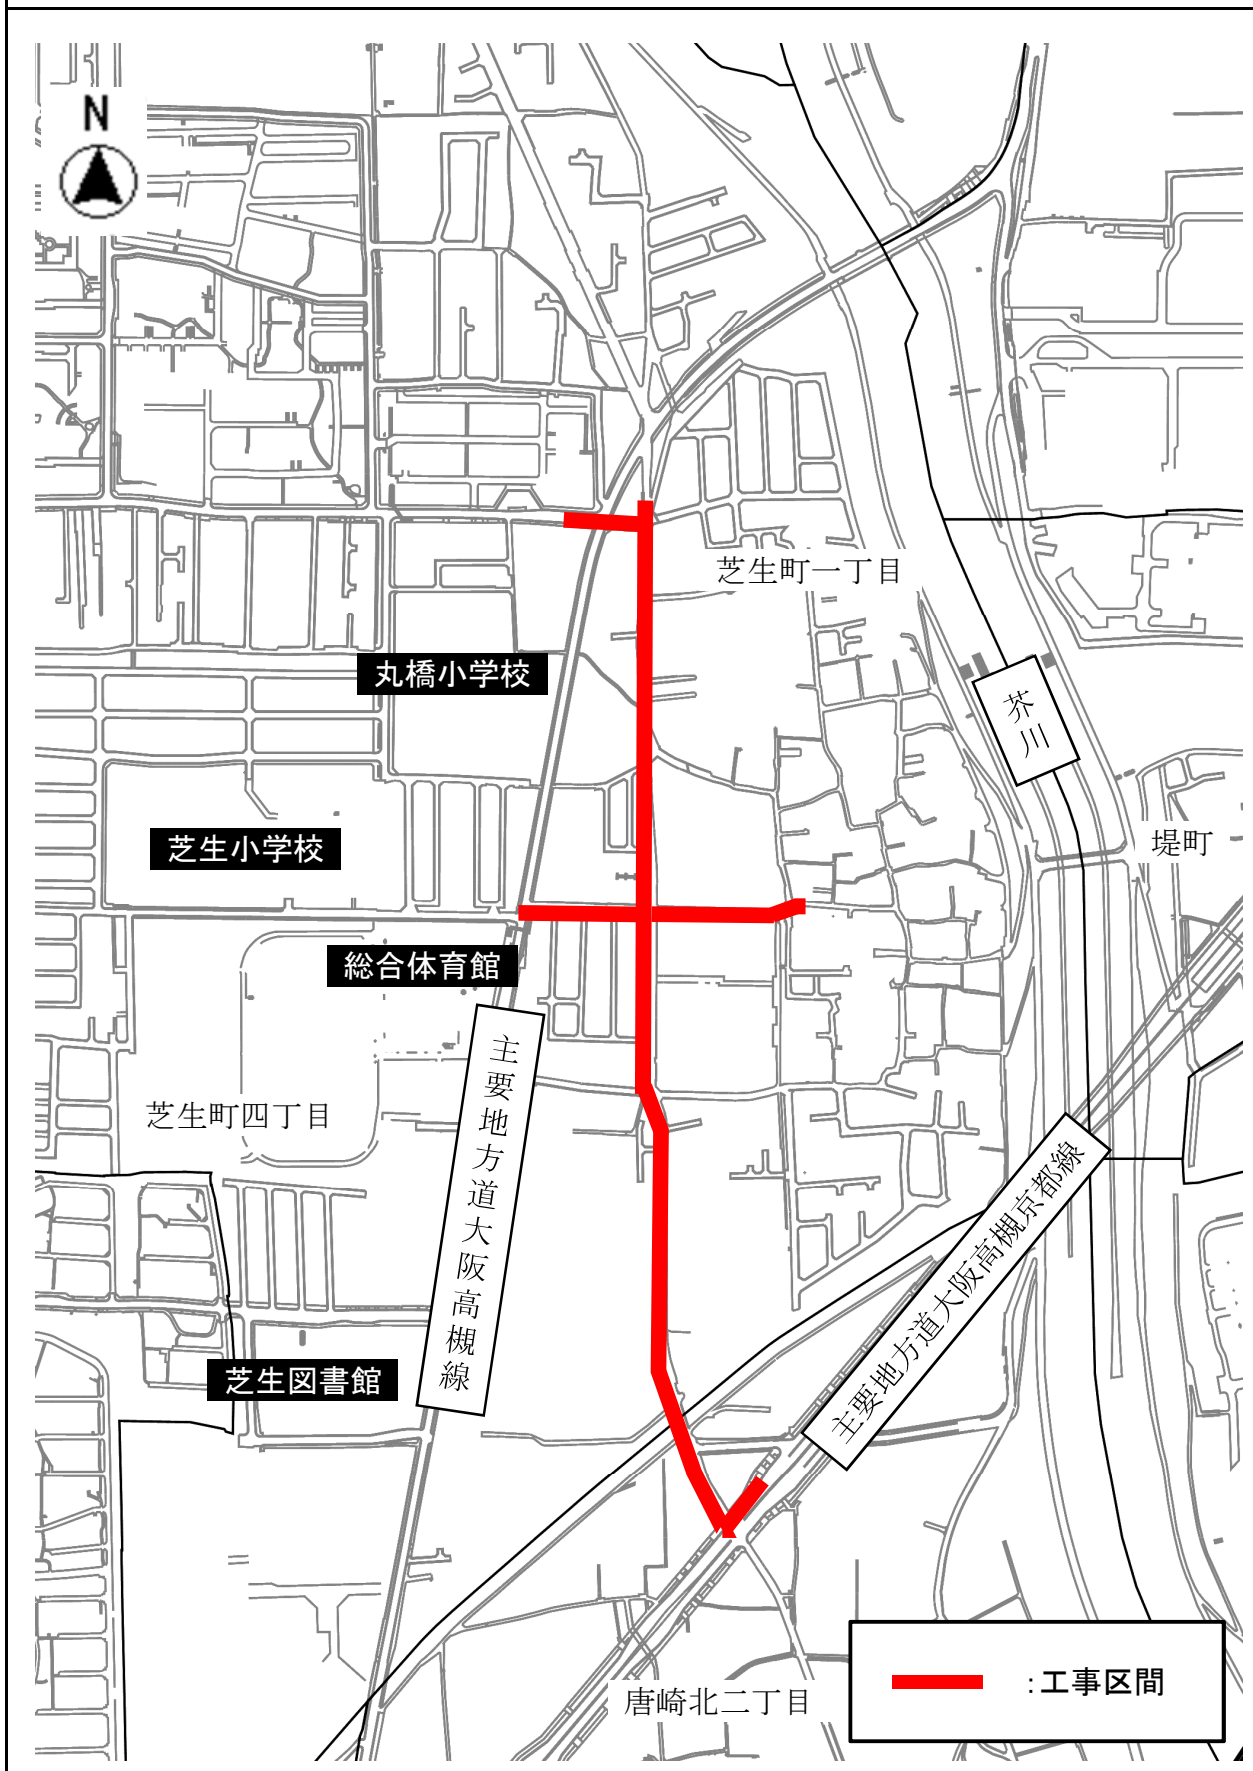 N
芝生町一丁目
丸橋小学校
芥川
堤町
芝生小学校
総合体育館
主要地方道大阪高槻線
芝生町四丁目
主要地方道大阪高槻京都線
芝生図書館
:工事区間
唐崎北二丁目